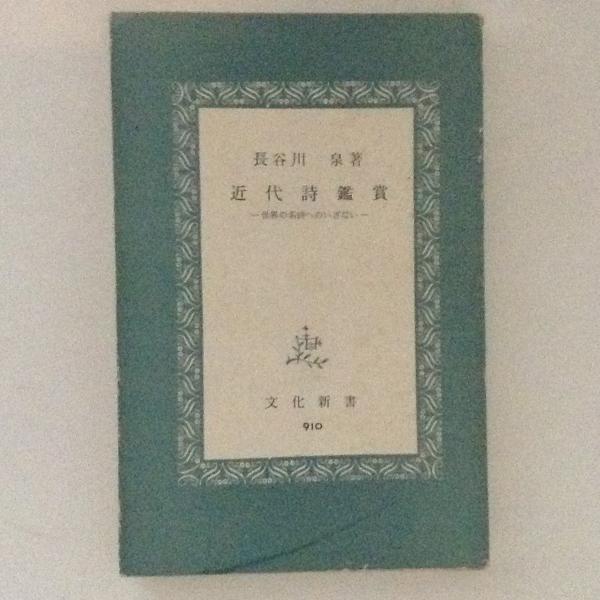 長谷川 泉著
近代詩鑑賞
―世界の名詩へのいざない―
文化新書
910